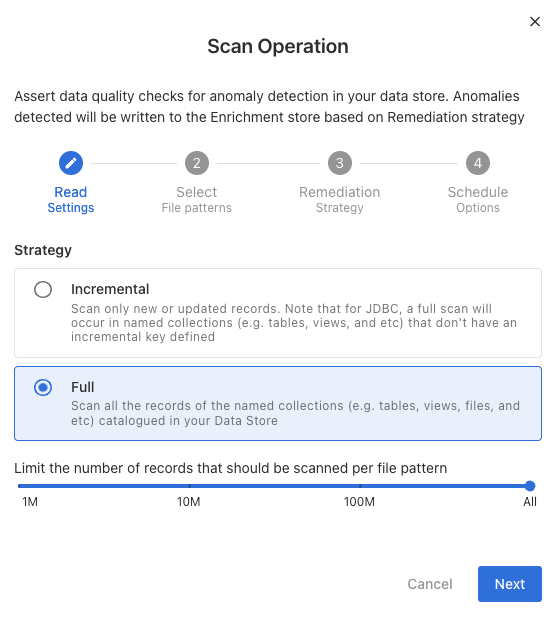 Scan Operation
Assert data quality checks for anomaly detection in your data store. Anomalies
detected will be written to the Enrichment store based on Remediation strategy
2
3
4
Read
Settings
Select
File patterns
Remediation
Strategy
Schedule
Options
Strategy
Incremental
Scan only new or updated records. Note that for JDBC, a full scan will
occur in named collections (e.g. tables, views, and etc) that don't have an
incremental key defined
Full
Scan all the records of the named collections (e.g. tables, views, files, and
etc) catalogued in your Data Store
Limit the number of records that should be scanned per file pattern
1M
10M
100M
All
Cancel
Next